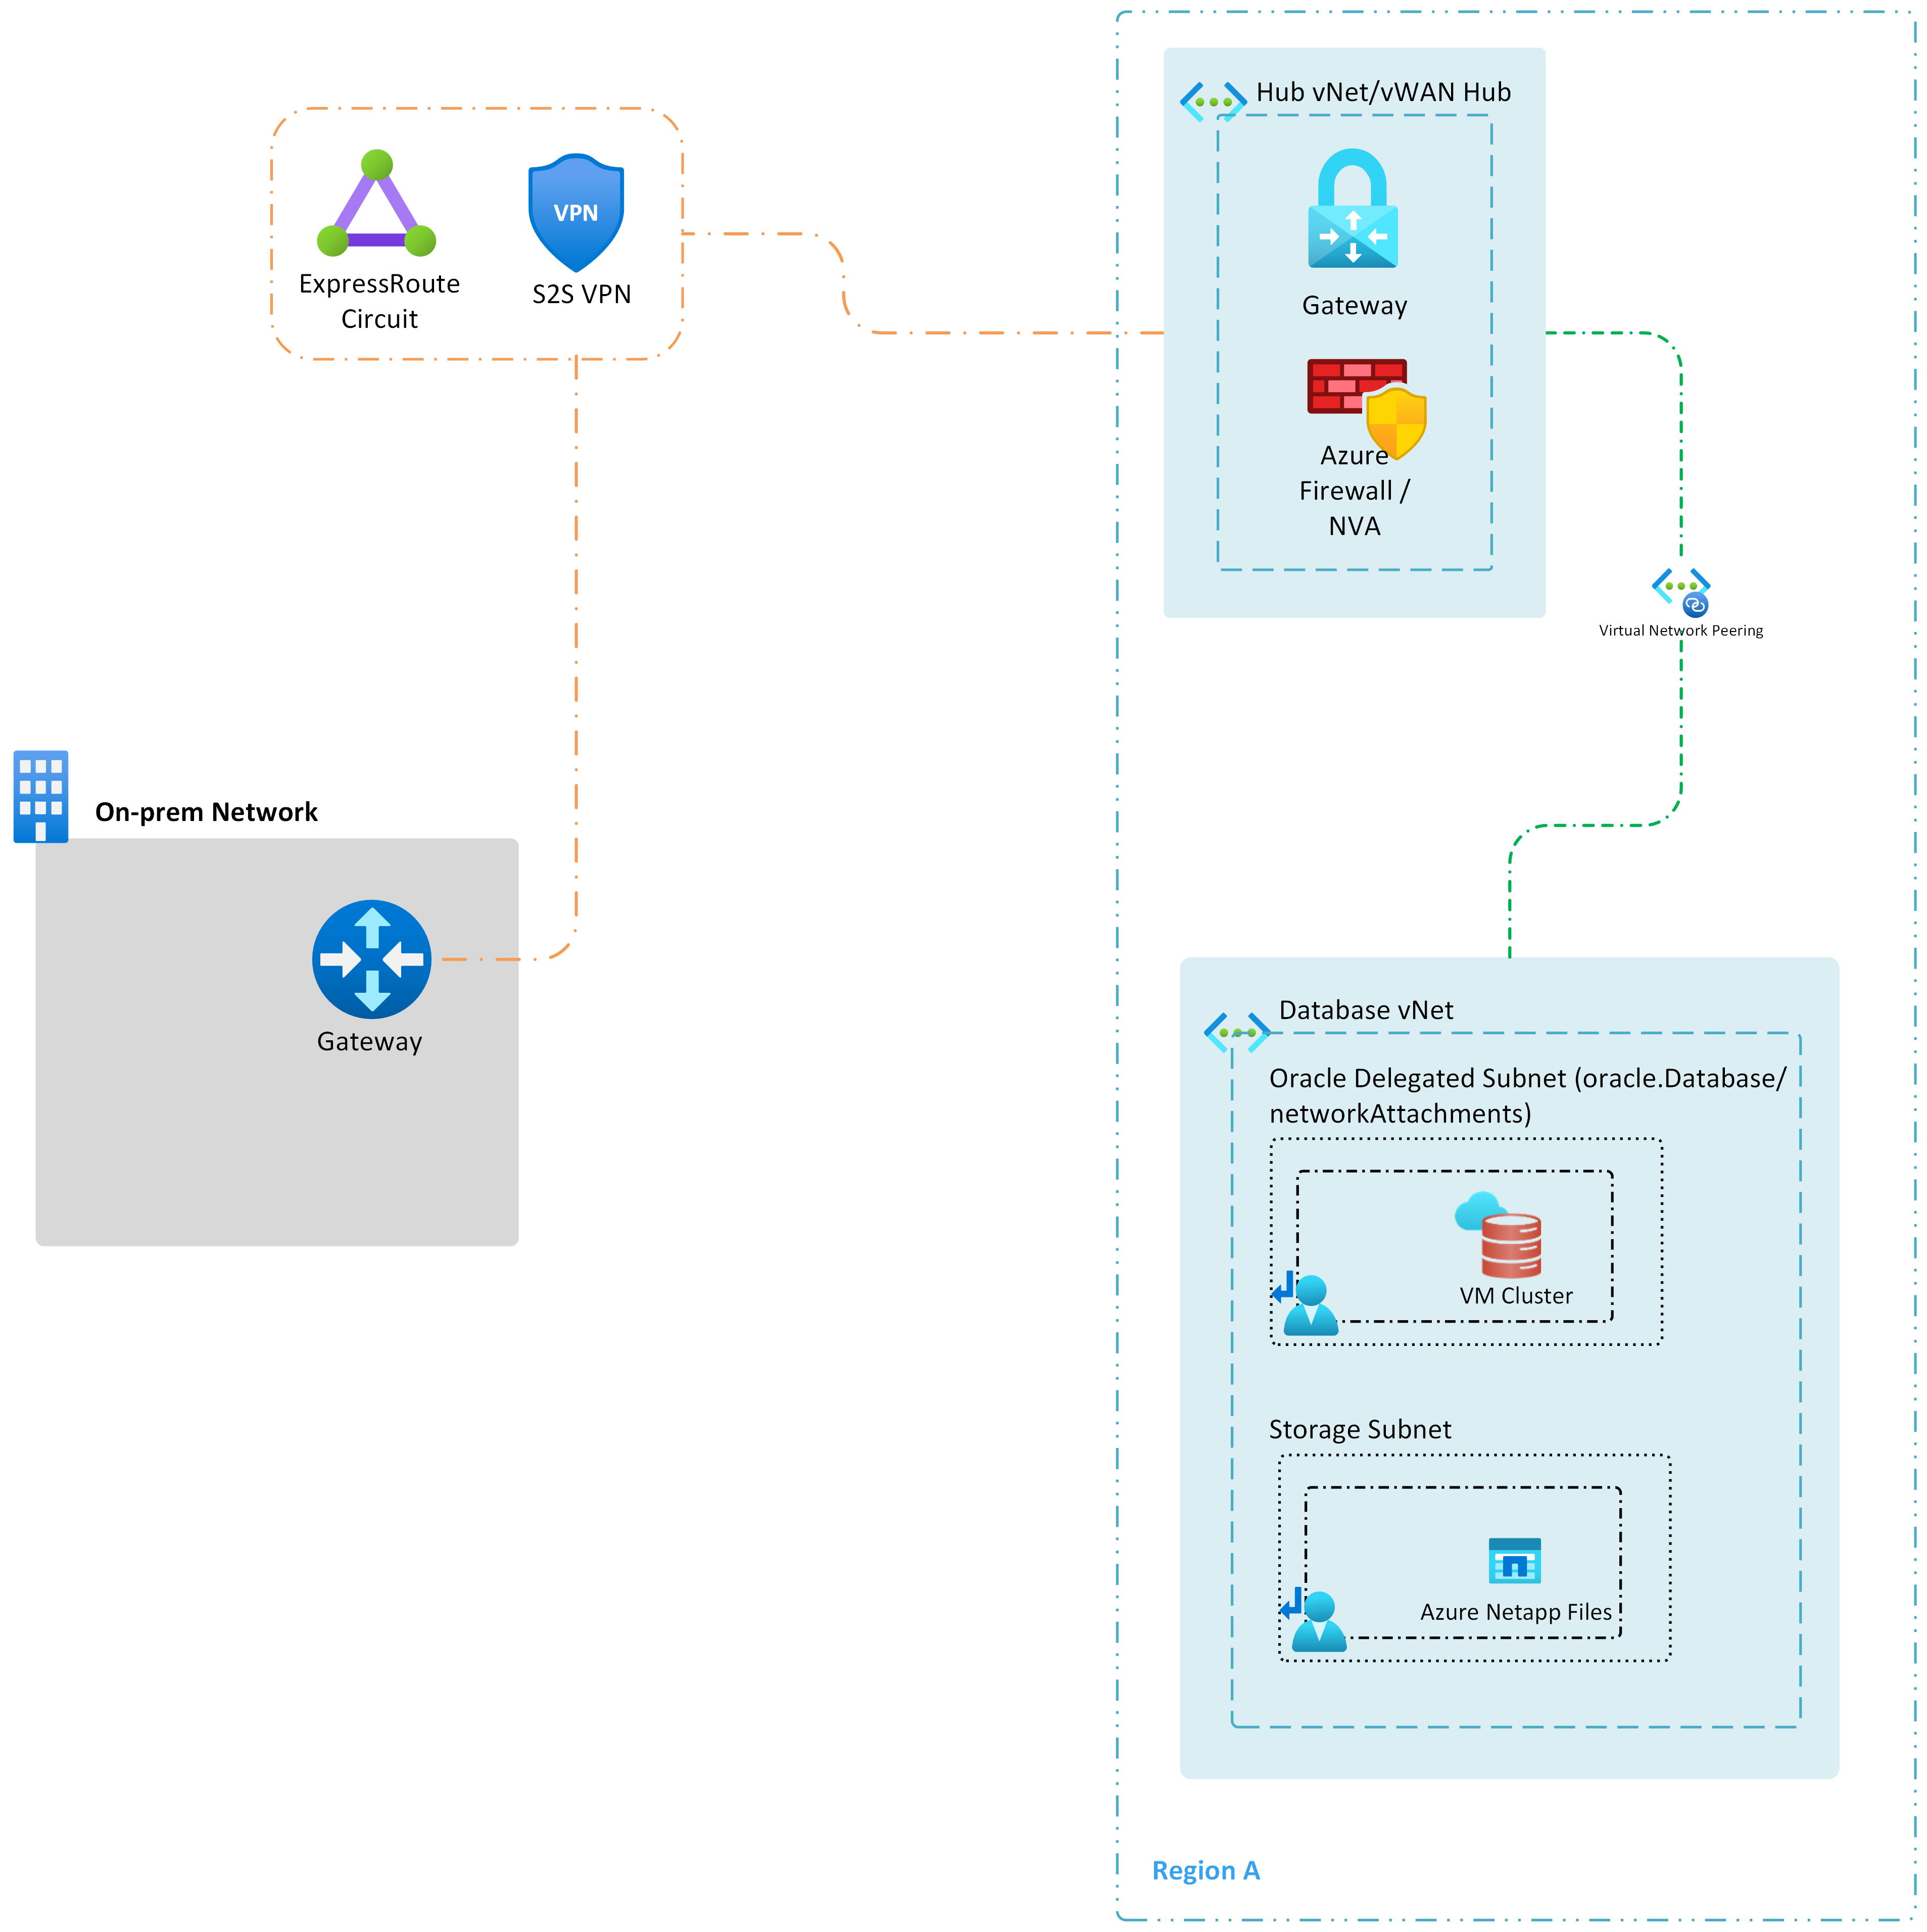 Hub vNet/vWAN Hub
Gateway
Azure
Firewall /
NVA
VPN
ExpressRoute
Circuit
S2S VPN
Virtual Network Peering
On-prem Network
Gateway
Database vNet
Oracle Delegated Subnet (oracle.Database/
networkAttachments)
VM Cluster
Storage Subnet
Azure Netapp Files
Region A